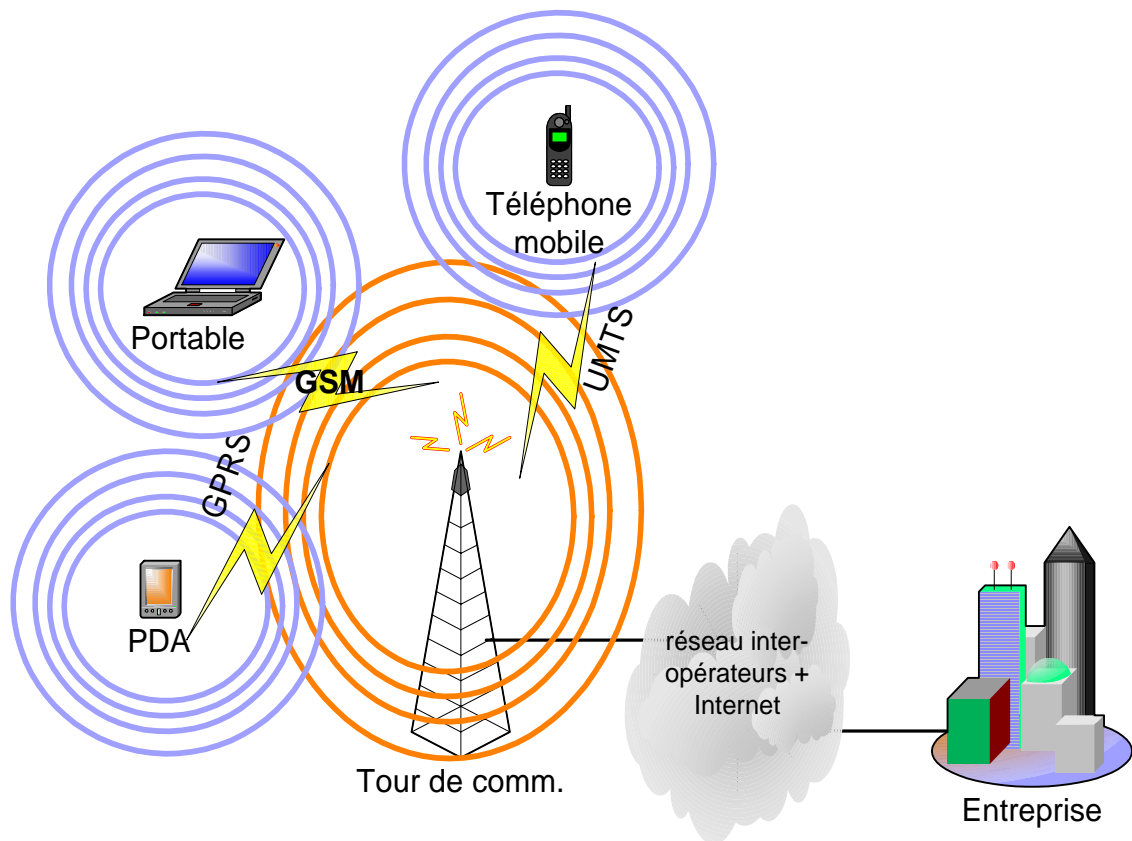 Téléphone
mobile
Portable
GSM
UMTS
GPRS
PDA
réseau inter-
opérateurs +
Internet
Tour de comm.
Entreprise